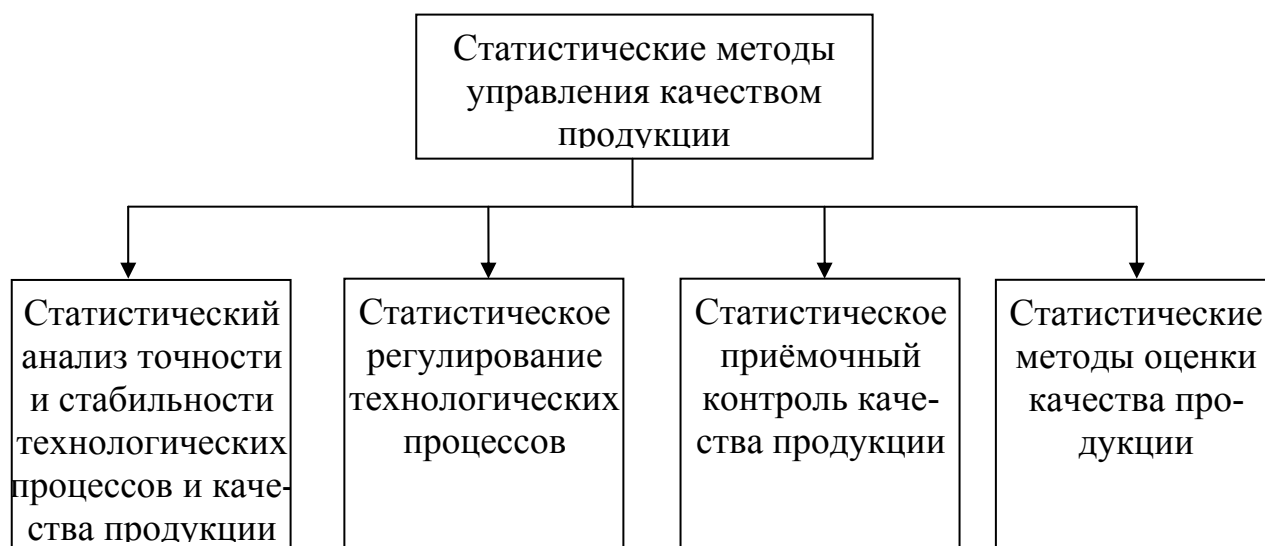 Статистические методы
управления качеством
продукции
Статистический
анализ точности
и стабильности
технологических
процессов и каче-
ства продукции
Статистическое
регулирование
технологических
процессов
Статистическое
приёмочный
контроль каче-
ства продукции
Статистические
методы оценки
качества про-
дукции